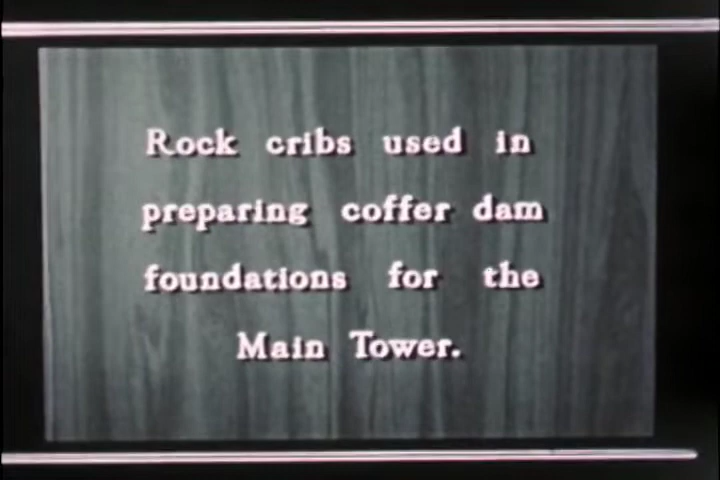 Rock cribs used in
preparing coffer dam
foundations for the
Main Tower.